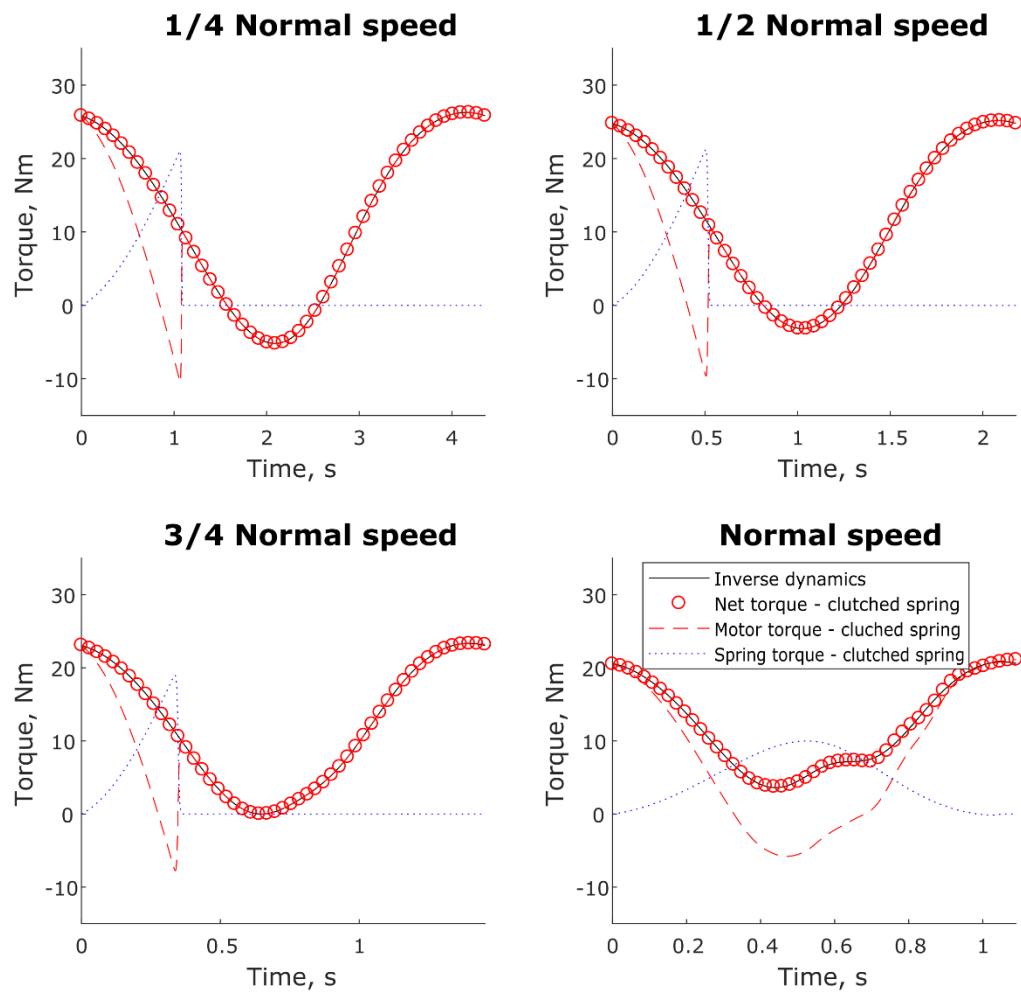 1/4 Normal speed
Torque, Nm
30
20
10
0
-10
0 1 2 3 4
Time, s
1/2 Normal speed
Torque, Nm
30
20
10
0
-10
0 0.5 1 1.5 2
Time, s
3/4 Normal speed
Torque, Nm
30
20
10
0
-10
0 0.5 1
Time, s
Normal speed
Torque, Nm
30
20
10
0
-10
Inverse dynamics
Net torque - clutched spring
Motor torque - cluched spring
Spring torque - clutched spring
0 0.2 0.4 0.6 0.8 1
Time, s